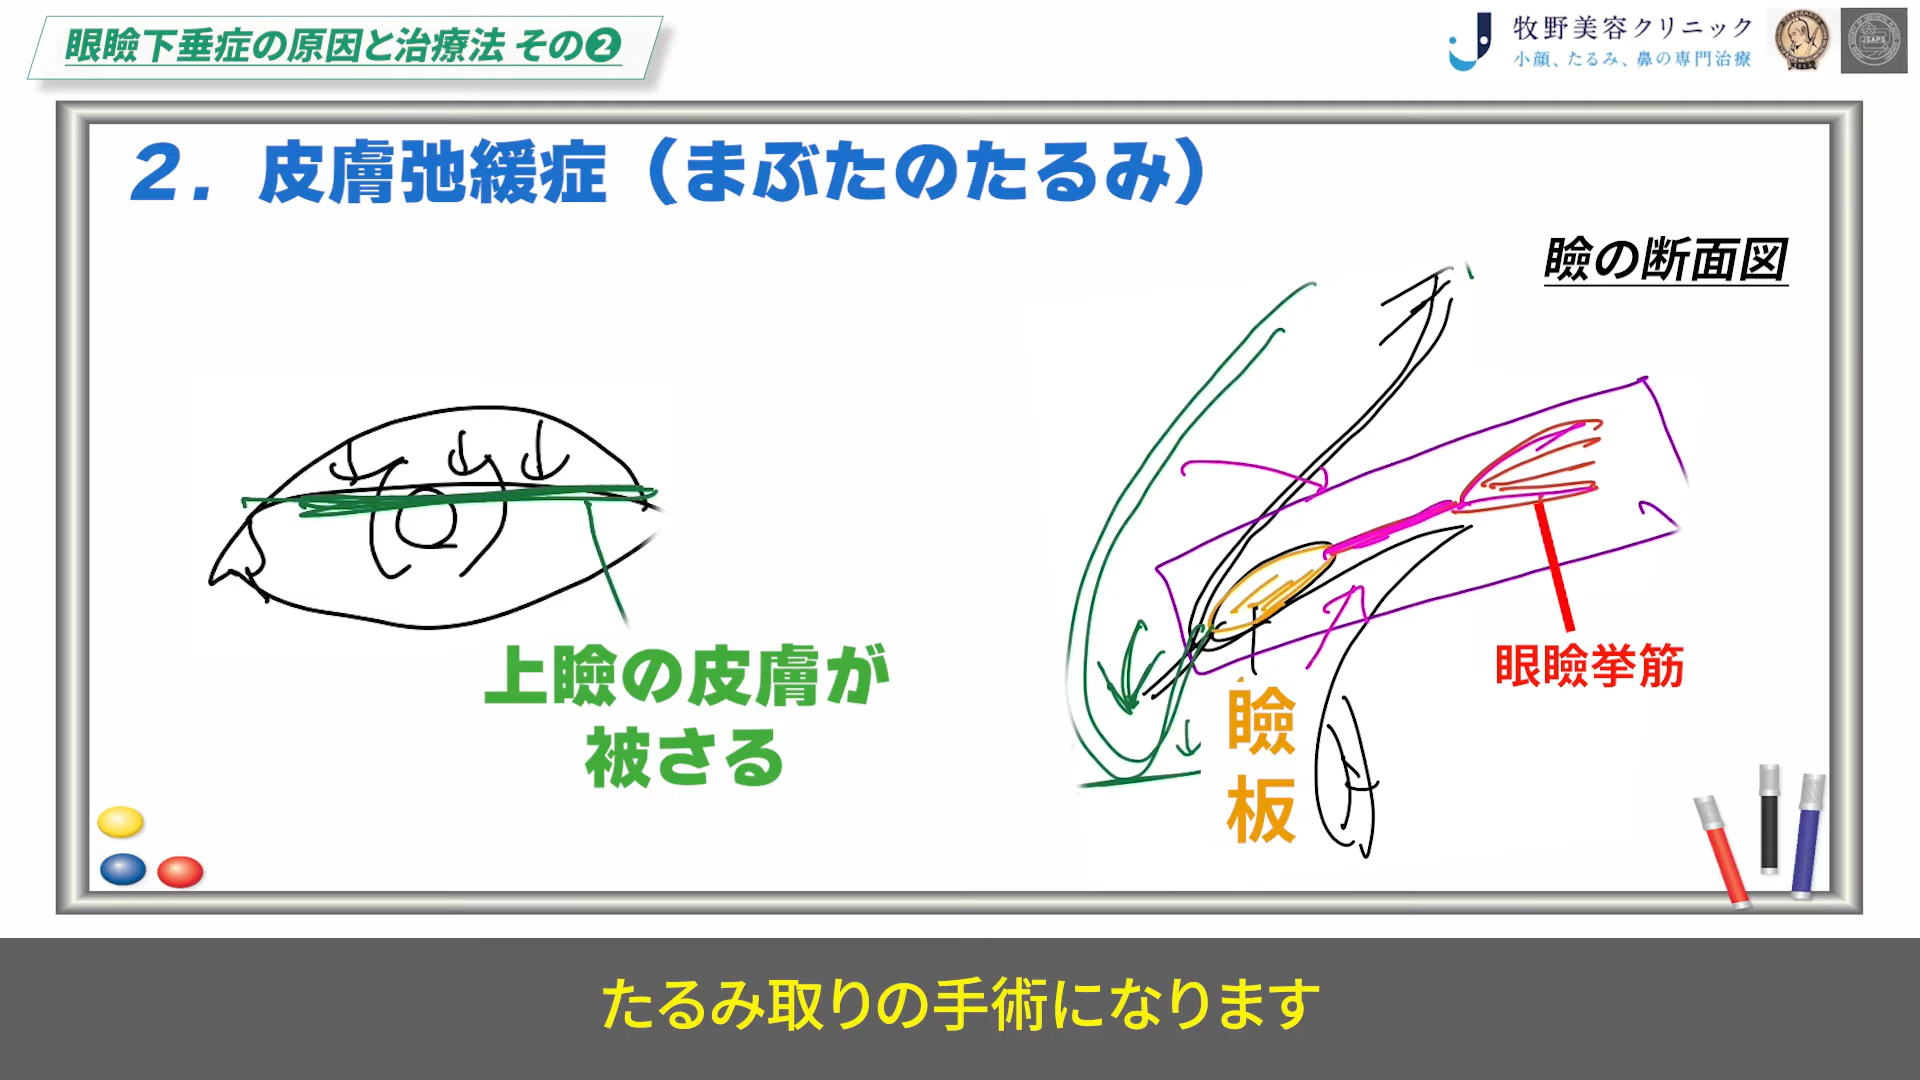 眼瞼下垂症の原因と治療法 その❷
牧野美容クリニック
小顔、たるみ、鼻の専門治療
JSAPS
２．皮膚弛緩症（まぶたのたるみ）
瞼の断面図
上瞼の皮膚が
被さる
眼瞼挙筋
瞼
板
たるみ取りの手術になります